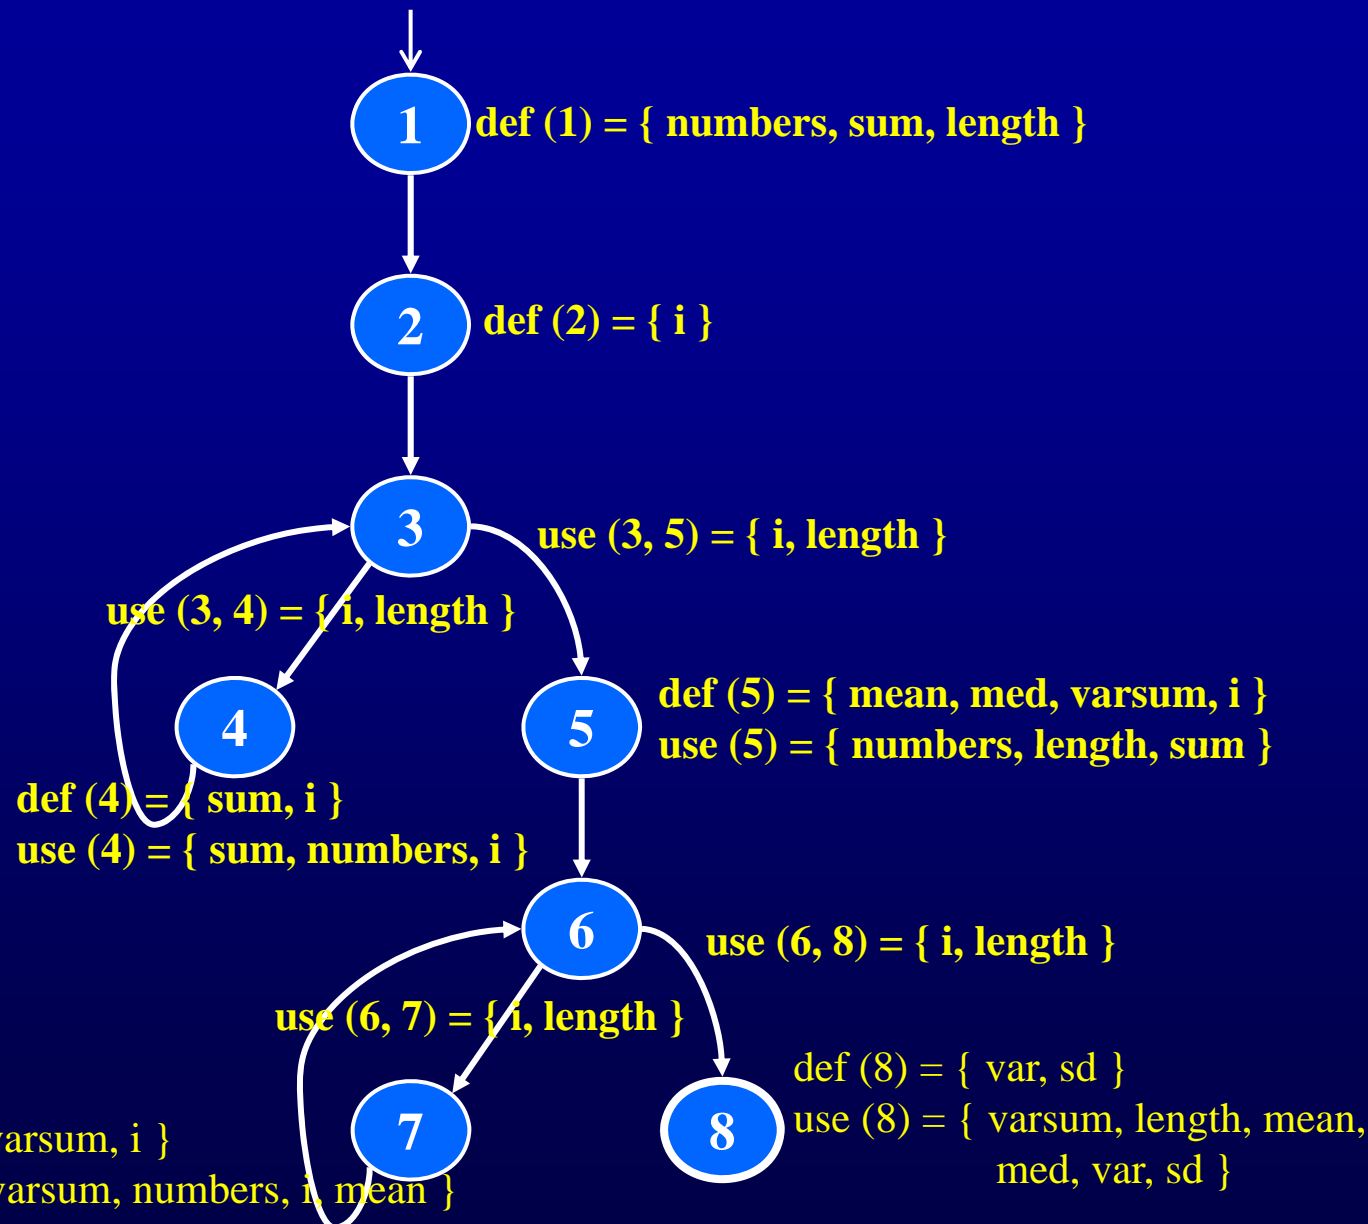 1
def (1) = { numbers, sum, length }
2
def (2) = { i }
3
use (3, 5) = { i, length }
use (3, 4) = { i, length }
4
5
def (5) = { mean, med, varsum, i }
use (5) = { numbers, length, sum }
def (4) = { sum, i }
use (4) = { sum, numbers, i }
6
use (6, 8) = { i, length }
use (6, 7) = { i, length }
7
8
def (8) = { var, sd }
use (8) = { varsum, length, mean,
med, var, sd }
varsum, i }
varsum, numbers, i, mean }